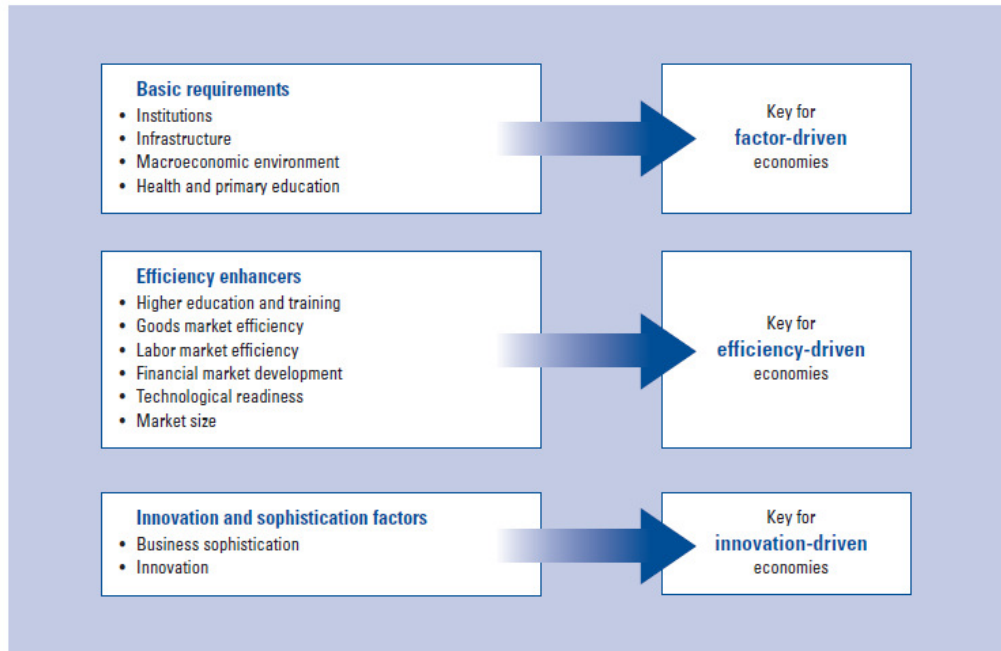 Basic requirements
• Institutions
• Infrastructure
• Macroeconomic environment
• Health and primary education
Key for
factor-driven
economies
Efficiency enhancers
• Higher education and training
• Goods market efficiency
• Labor market efficiency
• Financial market development
• Technological readiness
• Market size
Key for
efficiency-driven
economies
Innovation and sophistication factors
• Business sophistication
• Innovation
Key for
innovation-driven
economies